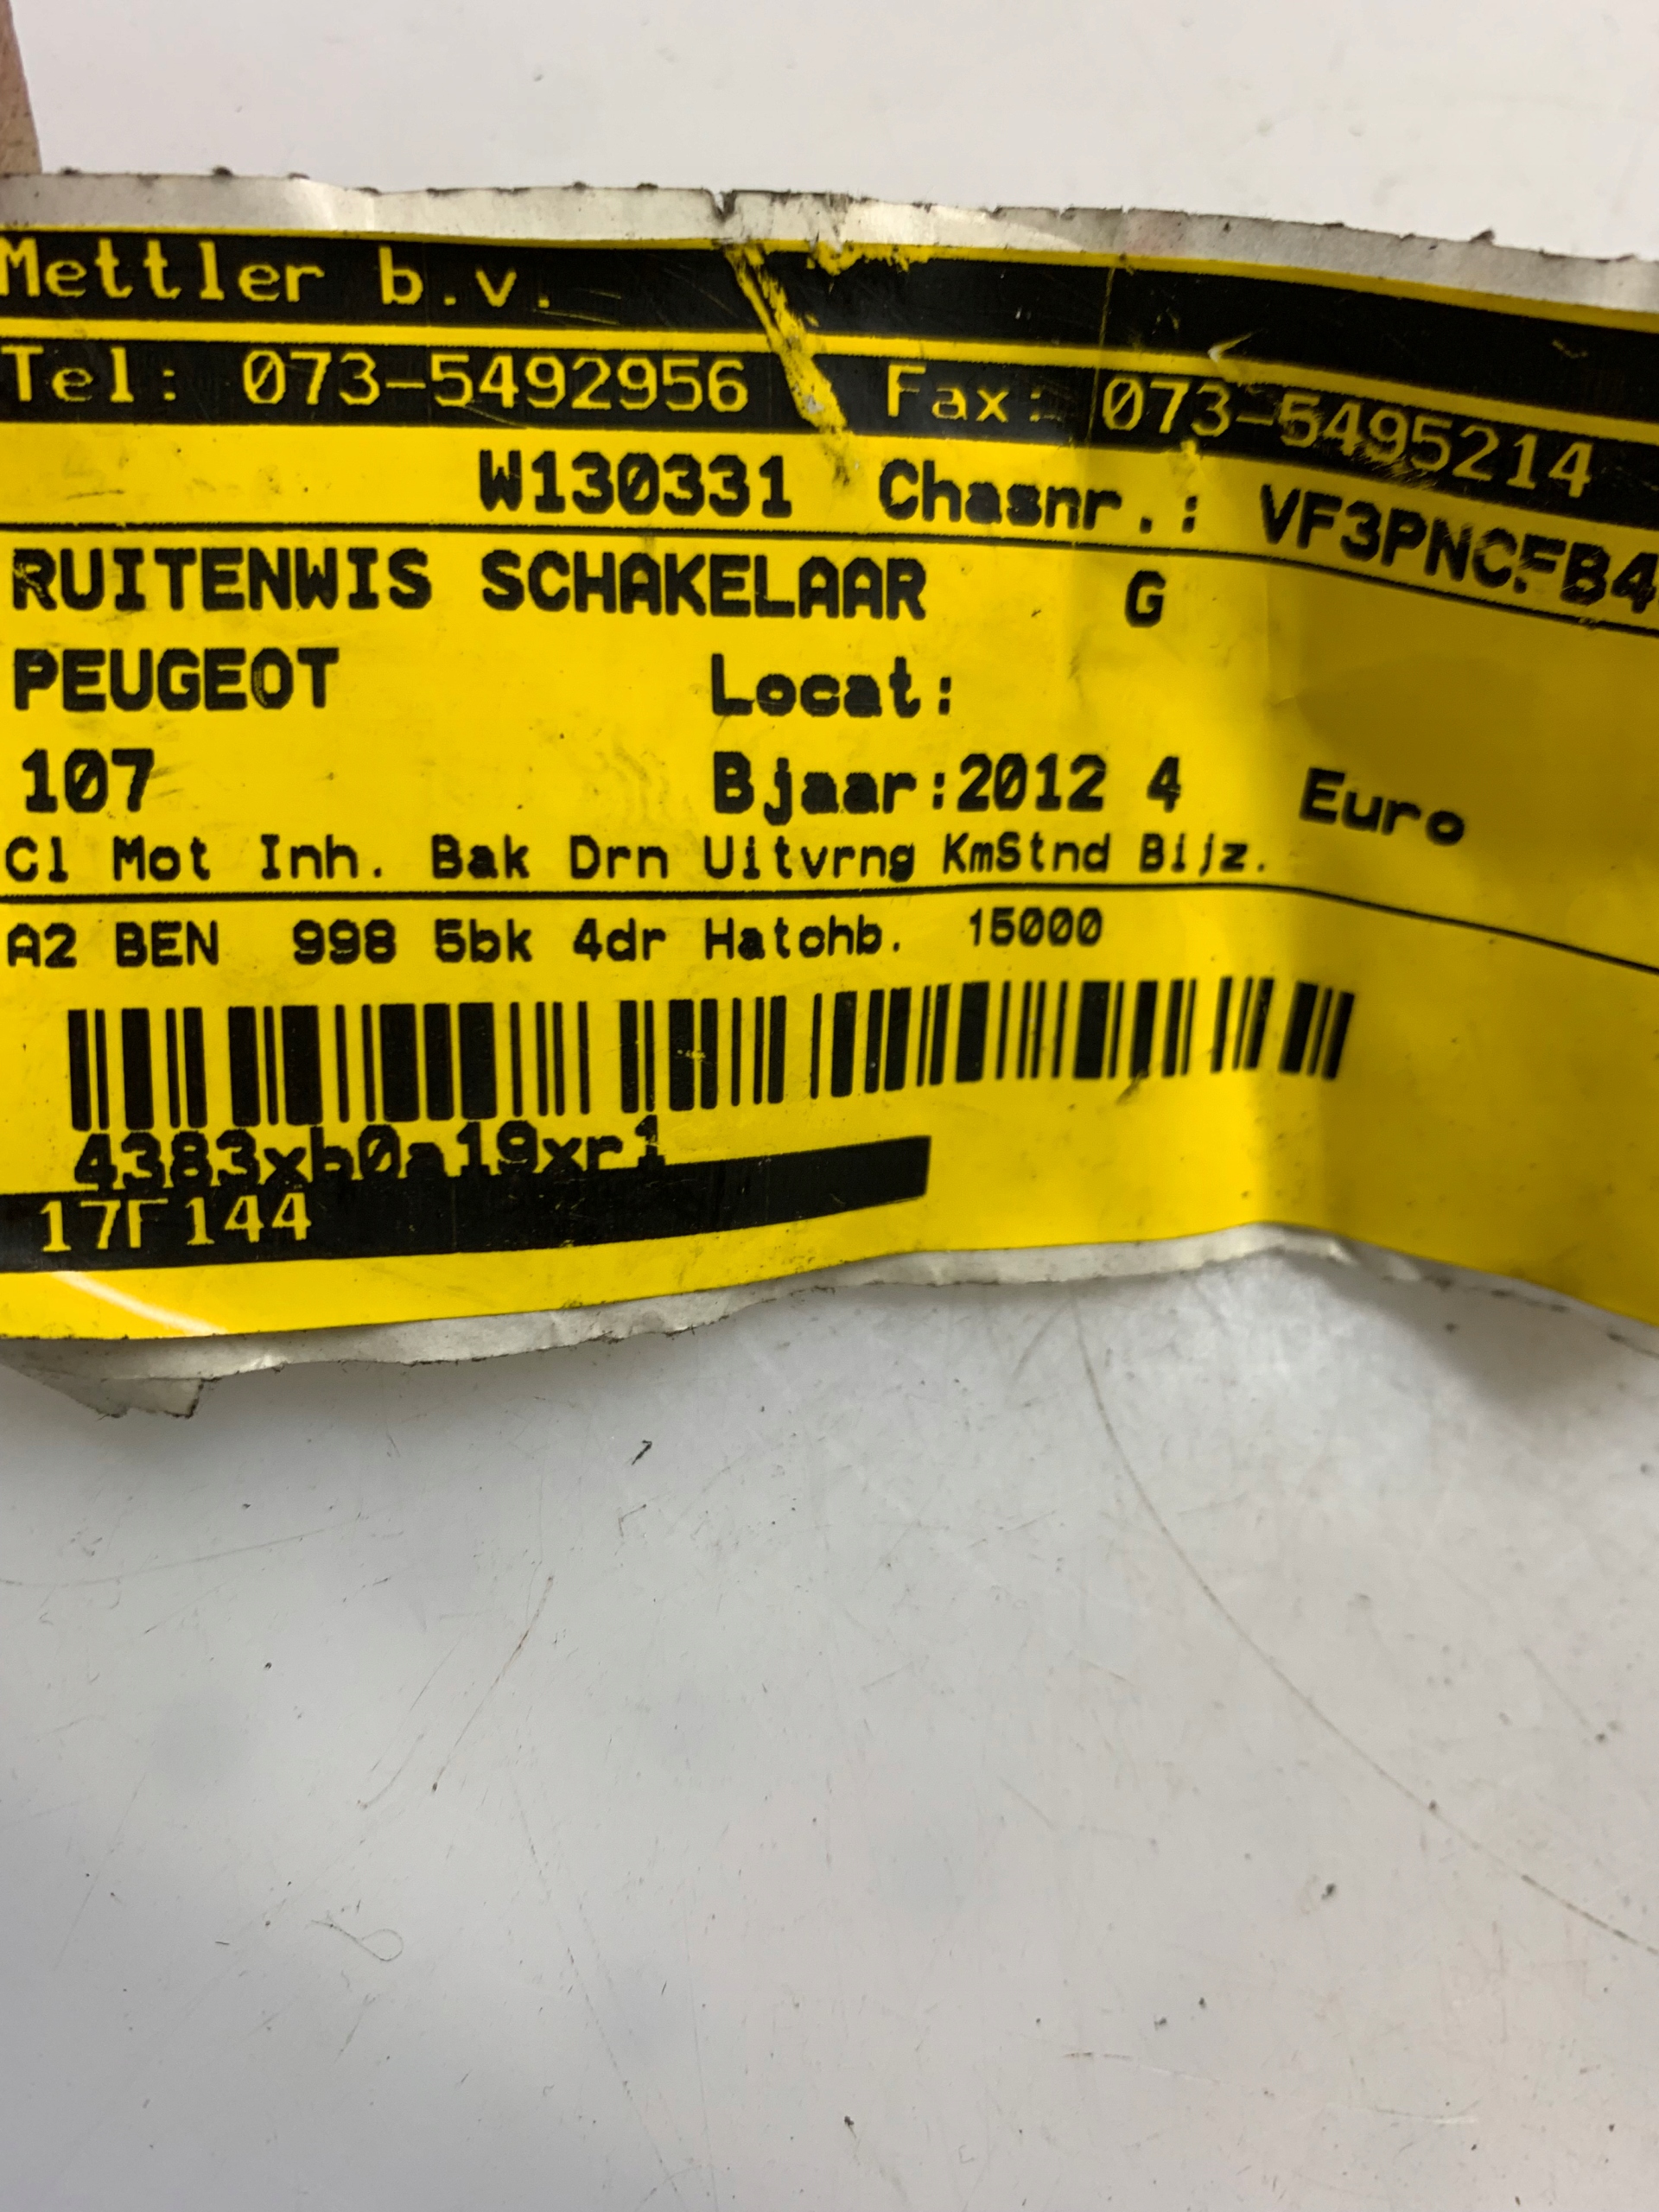 Mettler b.v.
Tel: 073-5492956 Fax: 073-5495214
W130331 Chasnr.: VF3PNCFB4
RUITENWIS SCHAKELAAR G
PEUGEOT Locat:
107 Bjaar:2012 4 Euro
Cl Mot Inh. Bak Drn Uitvrng KmStnd Bijz.
A2 BEN 998 5bk 4dr Hatchb. 15000
4383xb0a19xr1
17F144